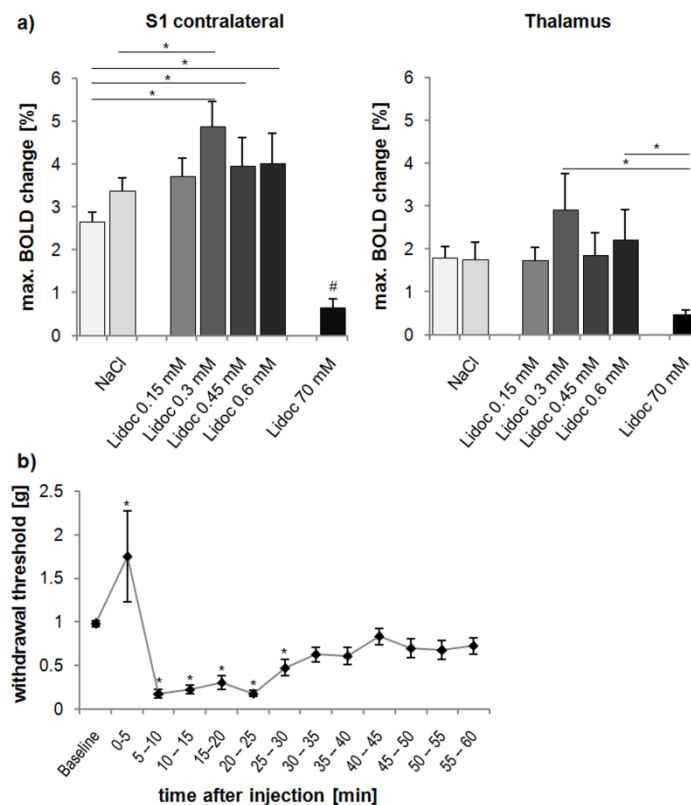 a)
S1 contralateral
Thalamus
max. BOLD change [%]
6
5
4
3
2
1
0
*
*
*
*
#
NaCl
Lidoc 0.15 mM
Lidoc 0.3 mM
Lidoc 0.45 mM
Lidoc 0.6 mM
Lidoc 70 mM
max. BOLD change [%]
6
5
4
3
2
1
0
*
*
NaCl
Lidoc 0.15 mM
Lidoc 0.3 mM
Lidoc 0.45 mM
Lidoc 0.6 mM
Lidoc 70 mM
b)
withdrawal threshold [g]
2.5
2
1.5
1
0.5
0
*
*
*
*
*
*
Baseline
0-5
5 – 10
10 – 15
15–20
20 – 25
25 – 30
30 – 35
35 – 40
40 – 45
45 – 50
50 – 55
55 – 60
time after injection [min]